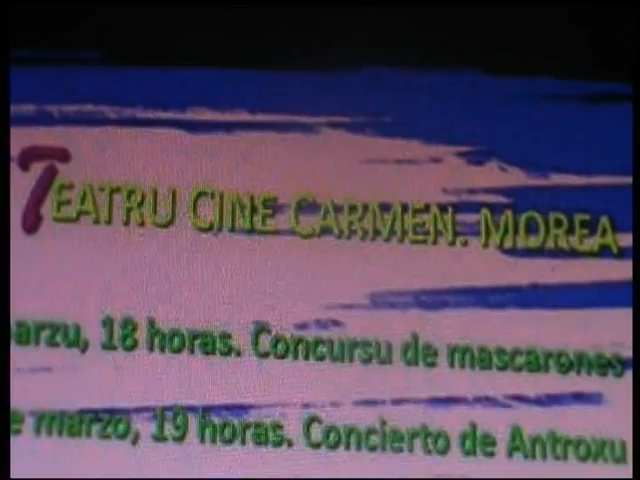 TEATRU CINE CARMEN. MOREA
arzu, 18 horas. Concursu de mascarones
e marzo, 19 horas. Concierto de Antroxu